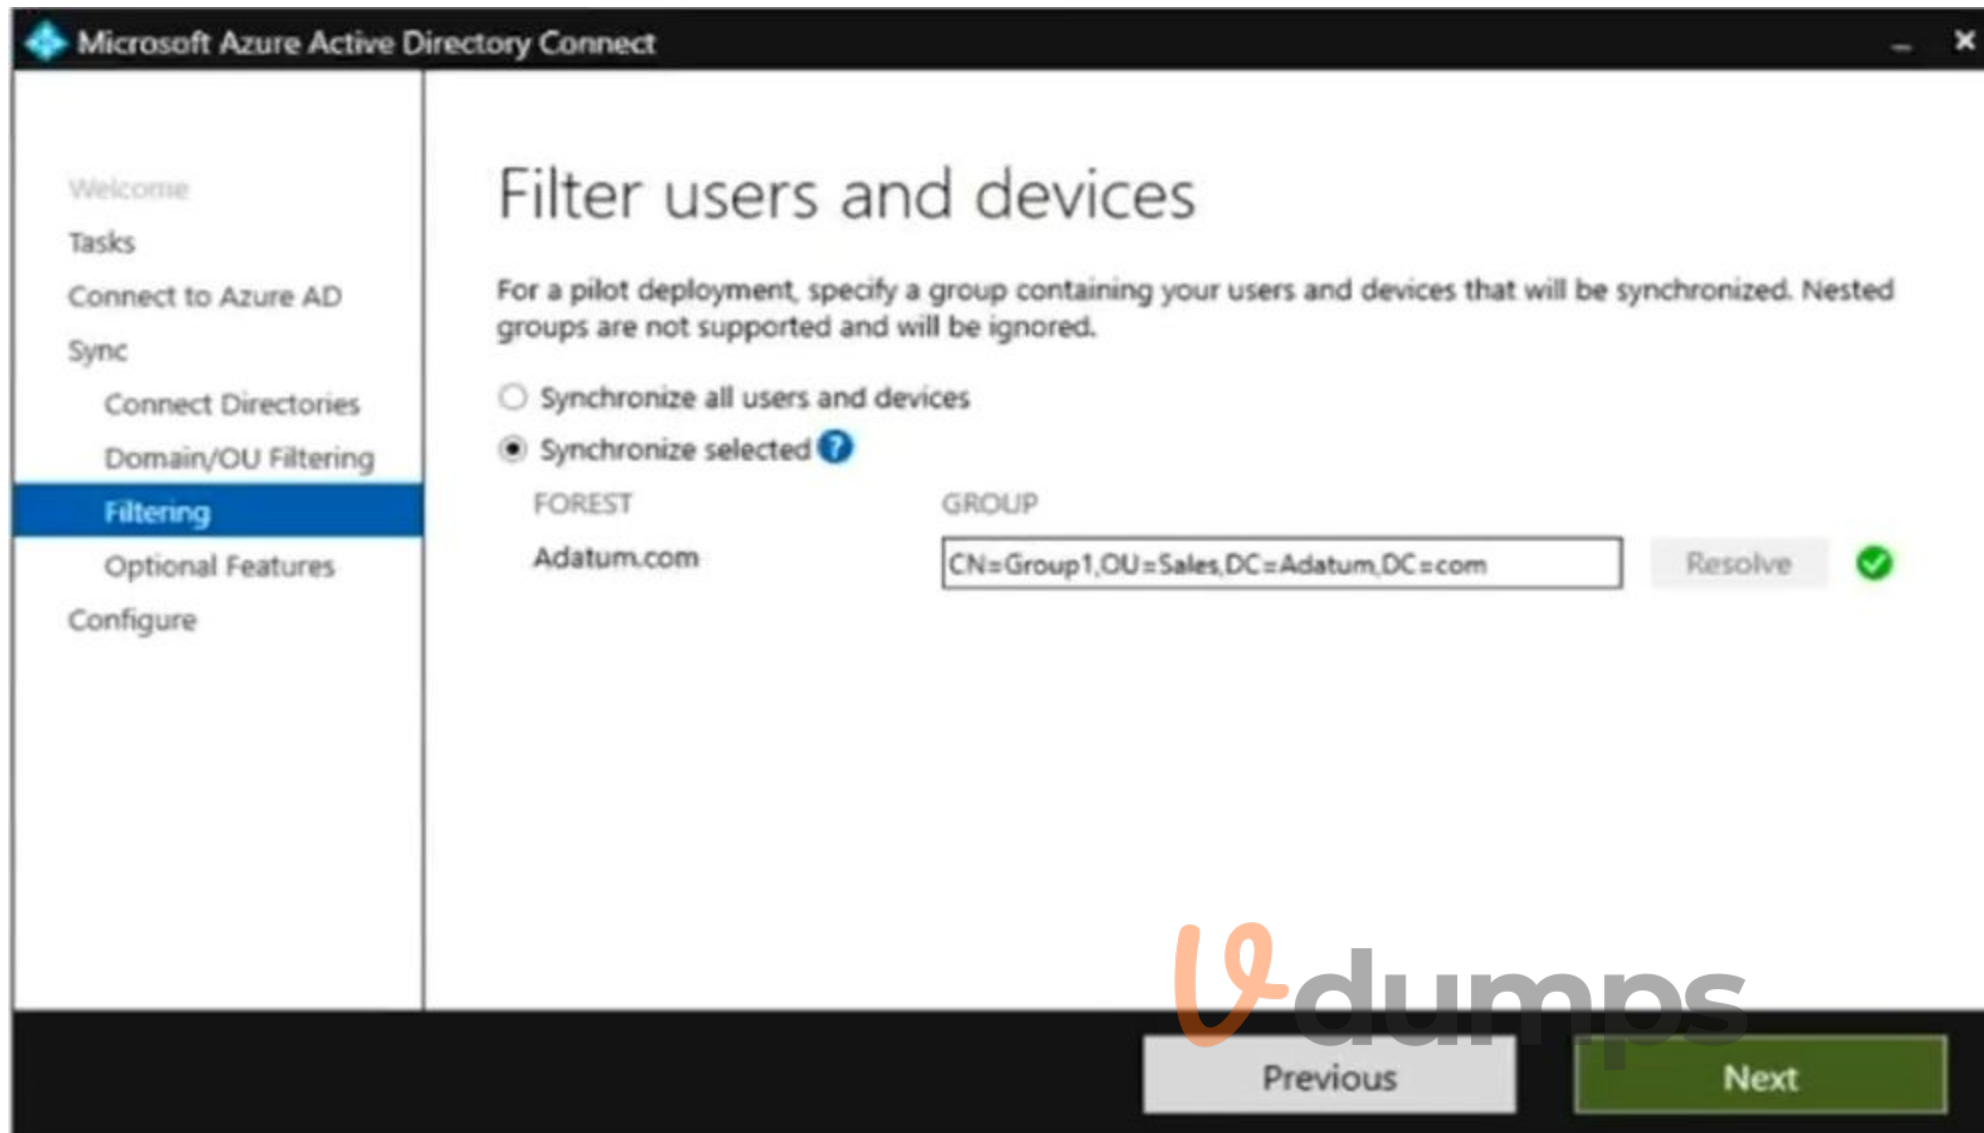 Microsoft Azure Active Directory Connect
Welcome
Tasks
Connect to Azure AD
Sync
Connect Directories
Domain/OU Filtering
Filtering
Optional Features
Configure
Filter users and devices
For a pilot deployment, specify a group containing your users and devices that will be synchronized. Nested
groups are not supported and will be ignored.
Synchronize all users and devices
Synchronize selected ?
FOREST
GROUP
Adatum.com
CN=Group1,OU=Sales,DC=Adatum,DC=com
Resolve
Vdumps
Previous
Next